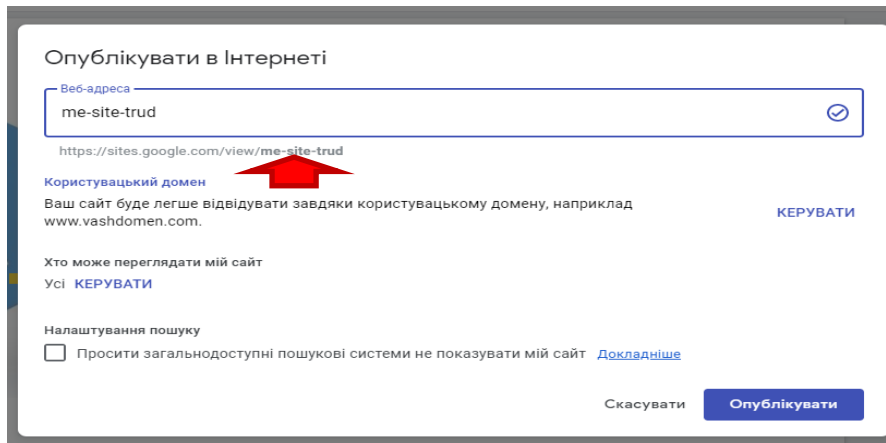 Опублікувати в Інтернеті
Веб-адреса
me-site-trud
https://sites.google.com/view/me-site-trud
Користувацький домен
Ваш сайт буде легше відвідувати завдяки користувацькому домену, наприклад
www.vashdomen.com.
КЕРУВАТИ
Хто може переглядати мій сайт
Усі КЕРУВАТИ
Налаштування пошуку
Просити загальнодоступні пошукові системи не показувати мій сайт Докладніше
Скасувати Опублікувати